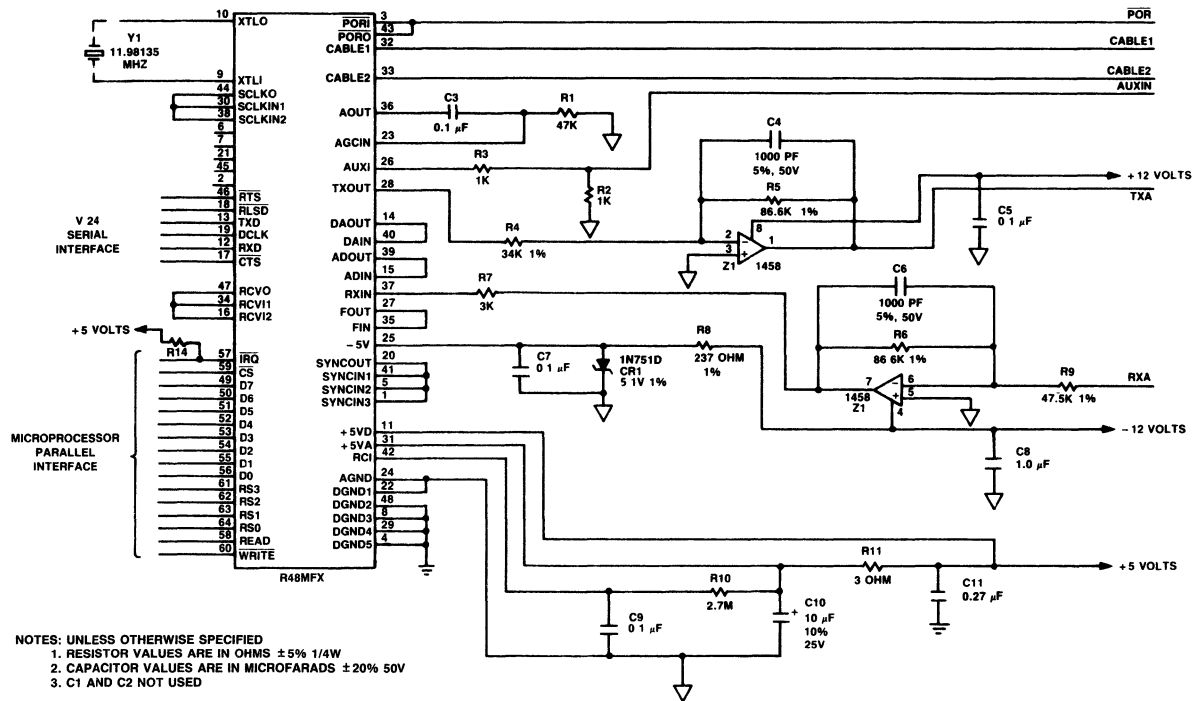 10
XTLO
Y1
11.98135
MHZ
9
XTLI
44
SCLKO
30
SCLKIN1
38
SCLKIN2
6
7
21
45
2
46
RTS
18
RLSD
13
TXD
19
DCLK
12
RXD
17
CTS
V 24
SERIAL
INTERFACE
47
RCVO
34
RCVI1
16
RCVI2
+5 VOLTS
R14
57
IRQ
59
CS
49
D7
50
D6
51
D5
52
D4
53
D3
54
D2
55
D1
56
D0
61
RS3
62
RS2
63
RS1
64
RS0
58
READ
60
WRITE
MICROPROCESSOR
PARALLEL
INTERFACE
R48MFX
PORI
3
PORO
43
CABLE1
32
CABLE2
33
AOUT
36
AGCIN
23
AUXI
26
TXOUT
28
DAOUT
14
DAIN
40
ADOUT
39
ADIN
15
RXIN
37
FOUT
27
FIN
35
-5V
25
SYNCOUT
20
SYNCIN1
41
SYNCIN2
5
SYNCIN3
1
+5VD
11
+5VA
31
RCI
42
AGND
24
DGND1
22
DGND2
48
DGND3
8
DGND4
29
DGND5
4
POR
CABLE1
CABLE2
AUXIN
C3
0.1 µF
R1
47K
R3
1K
R2
1K
C4
1000 PF
5%, 50V
R5
86.6K 1%
+12 VOLTS
TXA
C5
0 1 µF
R4
34K 1%
2
3
8
1
Z1
1458
R7
3K
C6
1000 PF
5%, 50V
R6
86 6K 1%
7
6
5
4
1458
Z1
R9
47.5K 1%
RXA
R8
237 OHM
1%
C7
0 1 µF
1N751D
CR1
5 1V 1%
-12 VOLTS
C8
1.0 µF
R11
3 OHM
+5 VOLTS
C11
0.27 µF
R10
2.7M
C9
0 1 µF
C10
+
10 µF
10%
25V
NOTES: UNLESS OTHERWISE SPECIFIED
1. RESISTOR VALUES ARE IN OHMS ±5% 1/4W
2. CAPACITOR VALUES ARE IN MICROFARADS ±20% 50V
3. C1 AND C2 NOT USED